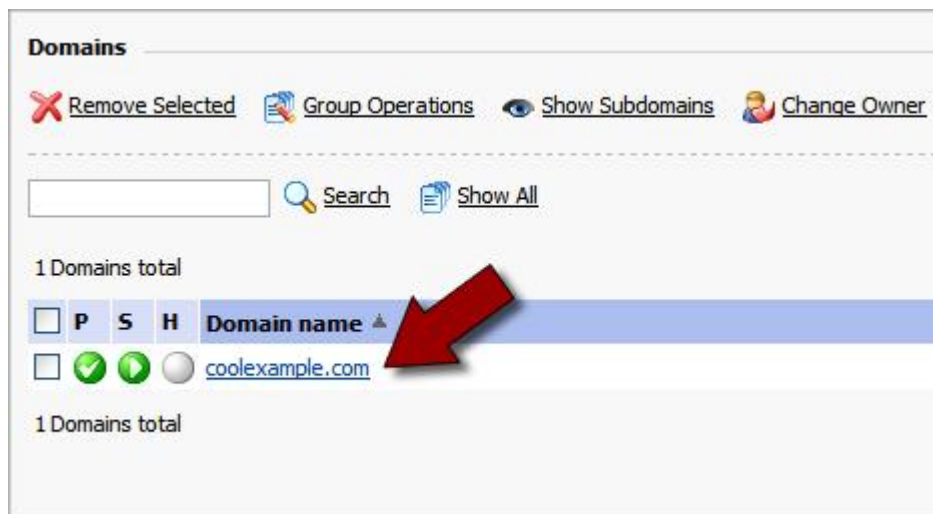 Domains
Remove Selected Group Operations Show Subdomains Change Owner
Search Show All
1 Domains total
P S H Domain name
coolexample.com
1 Domains total